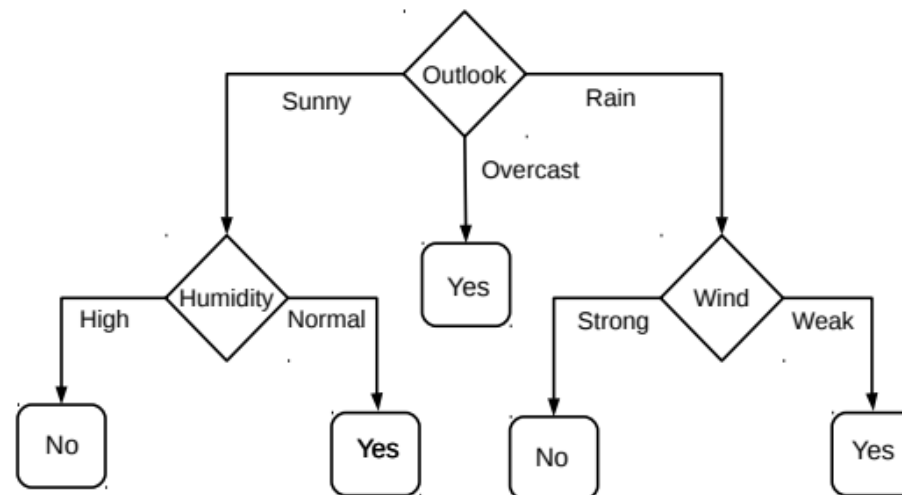 Outlook
Sunny
Rain
Overcast
Humidity
Yes
Wind
High
Normal
Strong
Weak
No
Yes
No
Yes